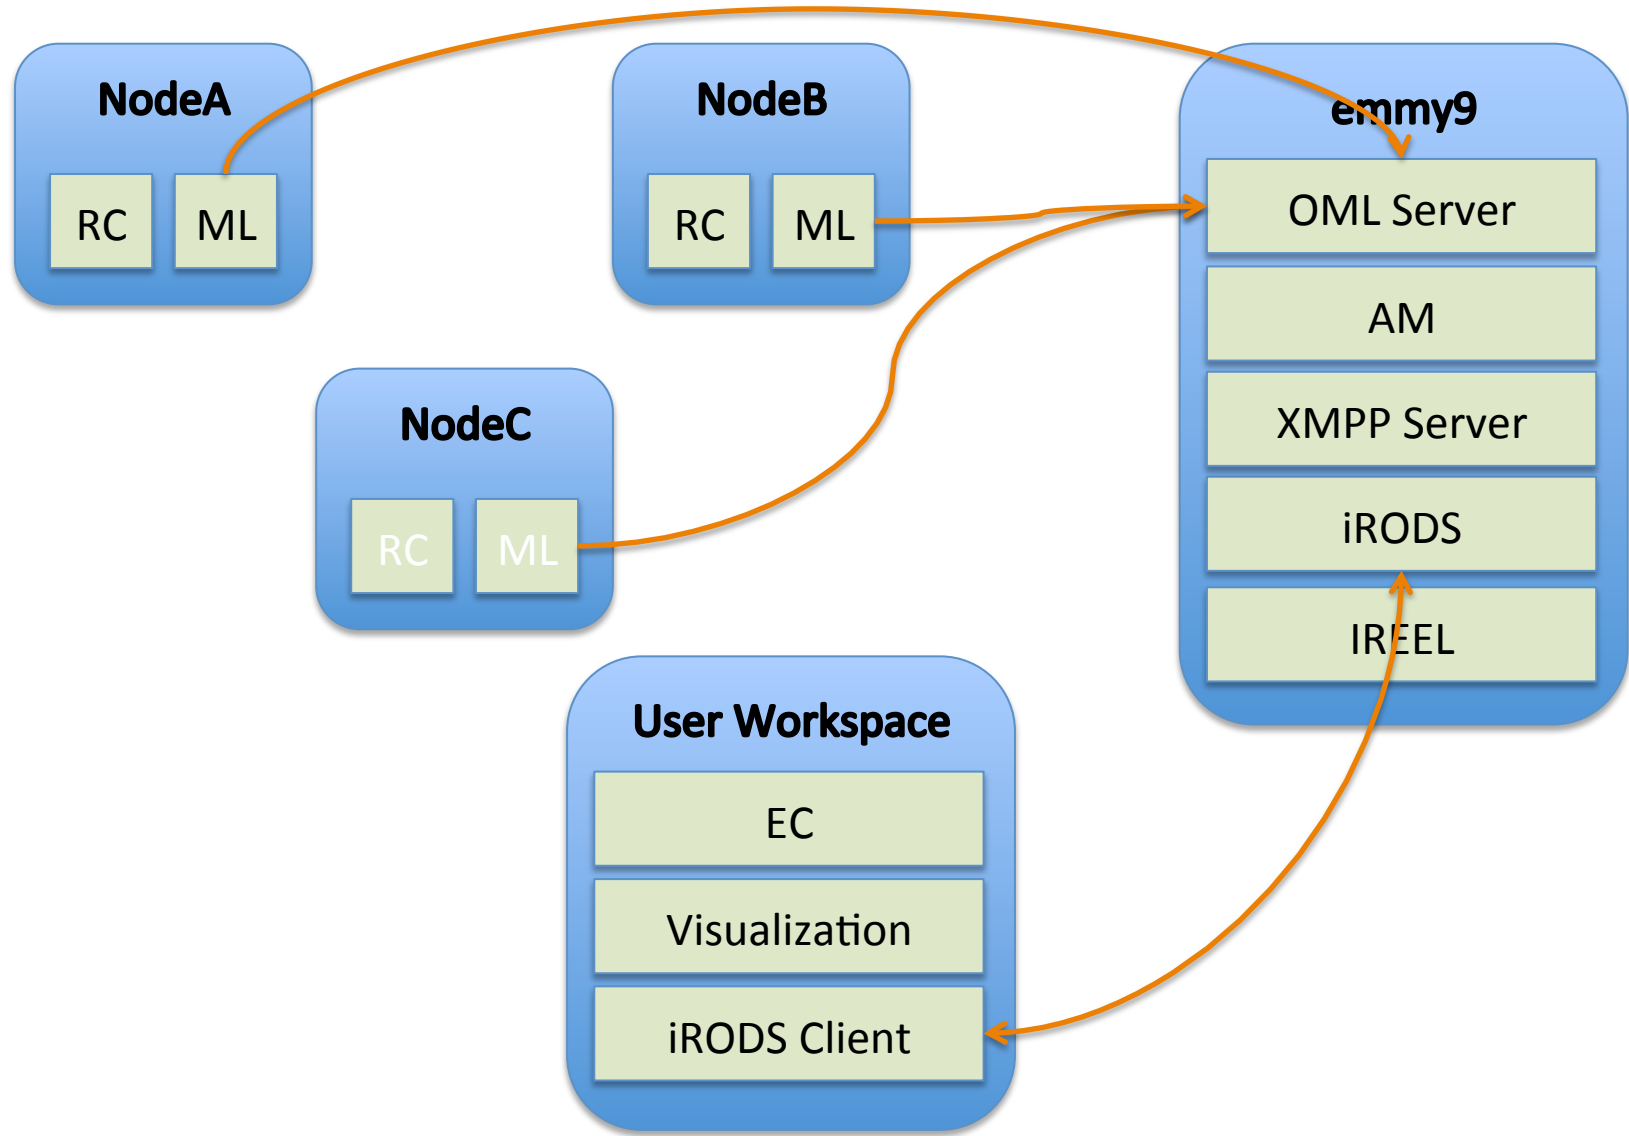 NodeA
RC
ML
NodeB
RC
ML
emmy9
OML Server
AM
XMPP Server
iRODS
IREEL
NodeC
RC
ML
User Workspace
EC
Visualization
iRODS Client